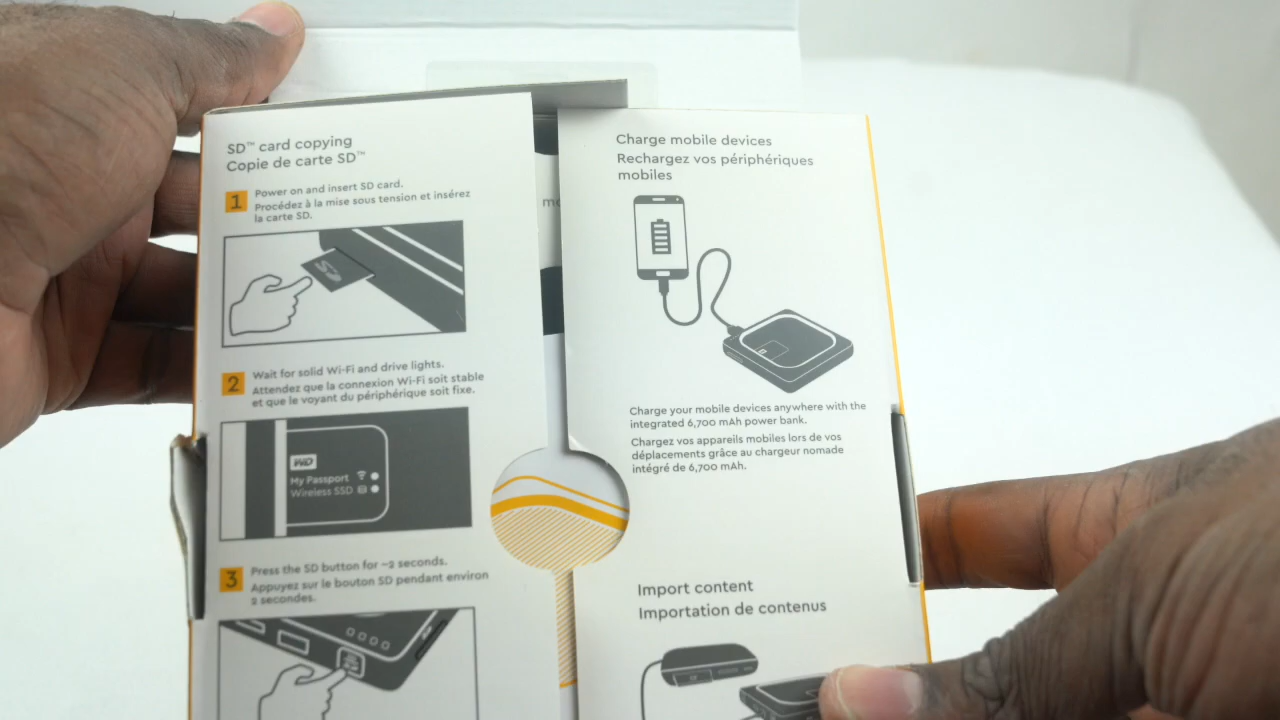 SD™ card copying
Copie de carte SD™
1
Power on and insert SD card.
Procédez à la mise sous tension et insérez
la carte SD.
SD
2
Wait for solid Wi-Fi and drive lights.
Attendez que la connexion Wi-Fi soit stable
et que le voyant du périphérique soit fixe.
WD
My Passport
Wireless SSD
3
Press the SD button for ~2 seconds.
Appuyez sur le bouton SD pendant environ
2 secondes.
mo
Charge mobile devices
Rechargez vos périphériques
mobiles
Charge your mobile devices anywhere with the
integrated 6,700 mAh power bank.
Chargez vos appareils mobiles lors de vos
déplacements grâce au chargeur nomade
intégré de 6,700 mAh.
Import content
Importation de contenus